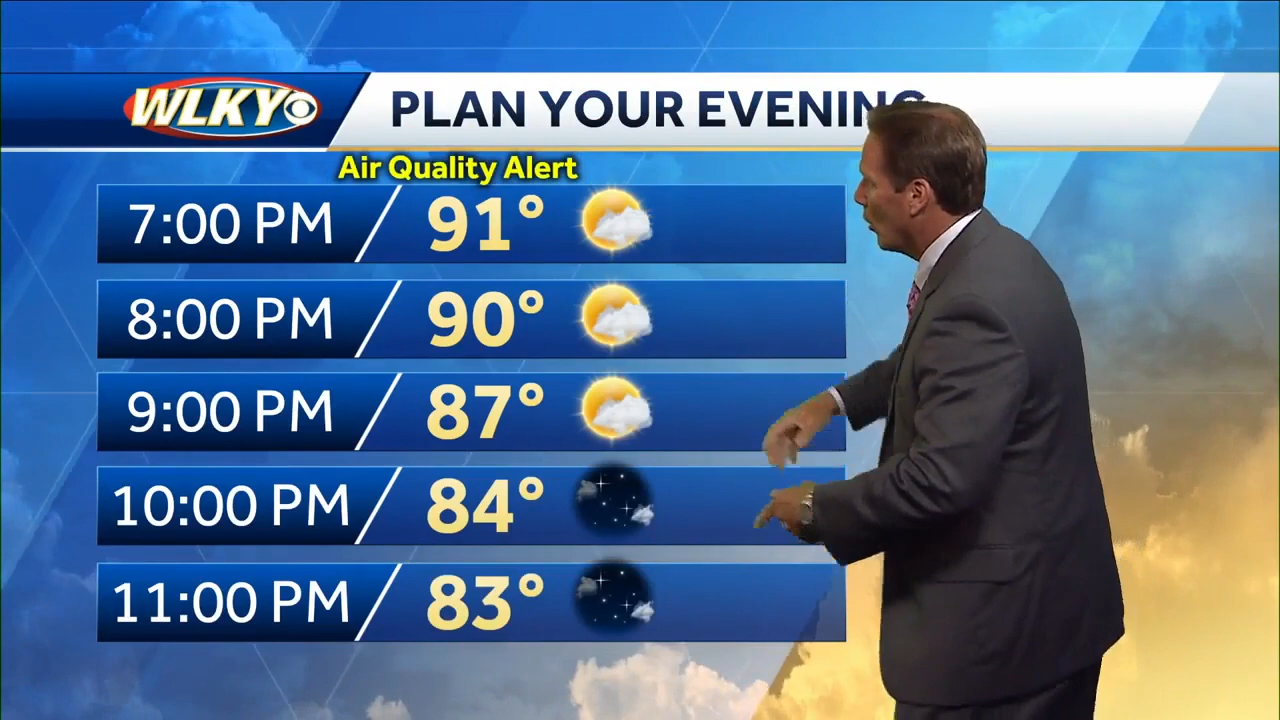 WLKY
PLAN YOUR EVENING
Air Quality Alert
7:00 PM 91°
8:00 PM 90°
9:00 PM 87°
10:00 PM 84°
11:00 PM 83°